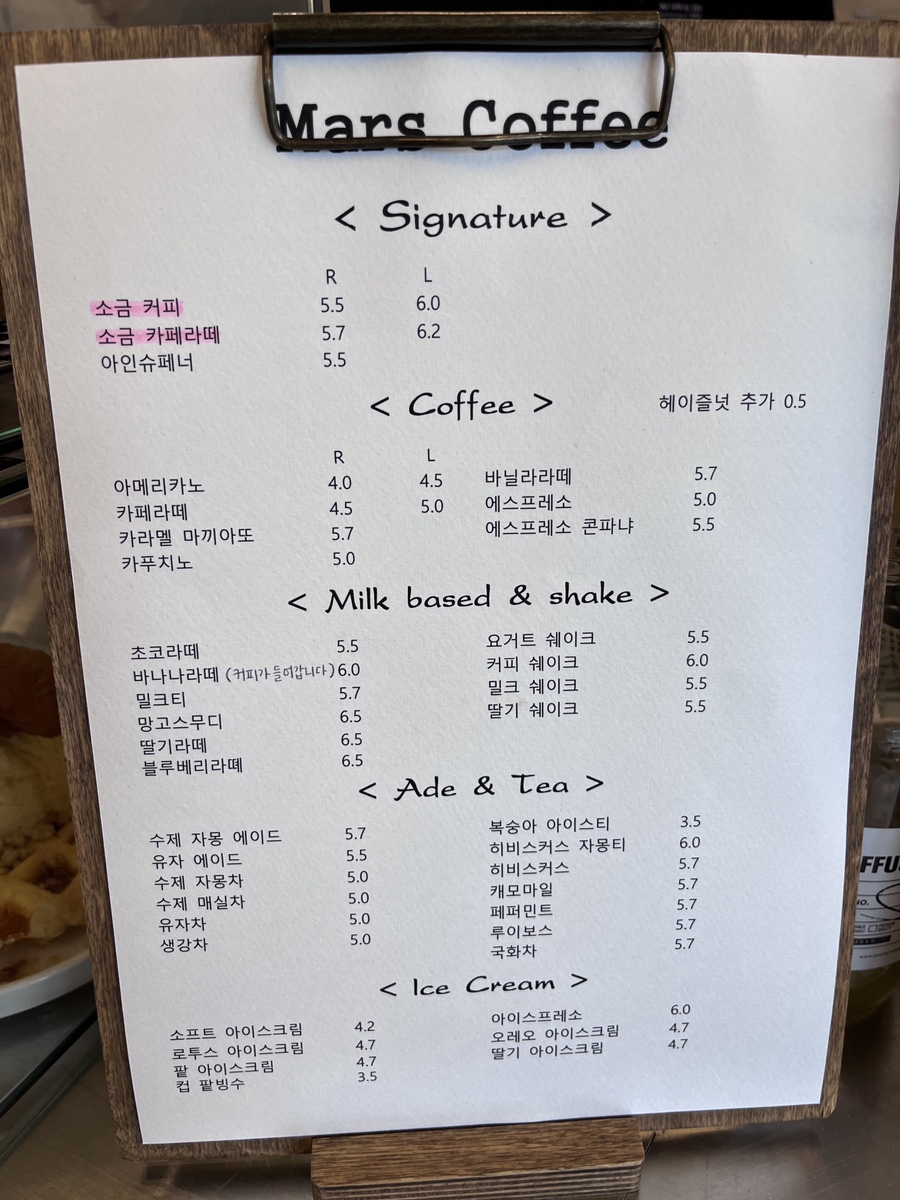 Mars Coffee
< Signature >
R L
소금 커피 5.5 6.0
소금 카페라떼 5.7 6.2
아인슈페너 5.5
< Coffee >
헤이즐넛 추가 0.5
R L
아메리카노 4.0 4.5
카페라떼 4.5 5.0
카라멜 마끼아또 5.7
카푸치노 5.0
바닐라라떼 5.7
에스프레소 5.0
에스프레소 콘파냐 5.5
< Milk based & shake >
초코라떼 5.5
바나나라떼 (커피가 들어갑니다) 6.0
밀크티 5.7
망고스무디 6.5
딸기라떼 6.5
블루베리라떼 6.5
요거트 쉐이크 5.5
커피 쉐이크 6.0
밀크 쉐이크 5.5
딸기 쉐이크 5.5
< Ade & Tea >
수제 자몽 에이드 5.7
유자 에이드 5.5
수제 자몽차 5.0
수제 매실차 5.0
유자차 5.0
생강차 5.0
복숭아 아이스티 3.5
히비스커스 자몽티 6.0
히비스커스 5.7
캐모마일 5.7
페퍼민트 5.7
루이보스 5.7
국화차 5.7
< Ice Cream >
소프트 아이스크림 4.2
로투스 아이스크림 4.7
팥 아이스크림 4.7
컵 팥빙수 3.5
아이스프레소 6.0
오레오 아이스크림 4.7
딸기 아이스크림 4.7